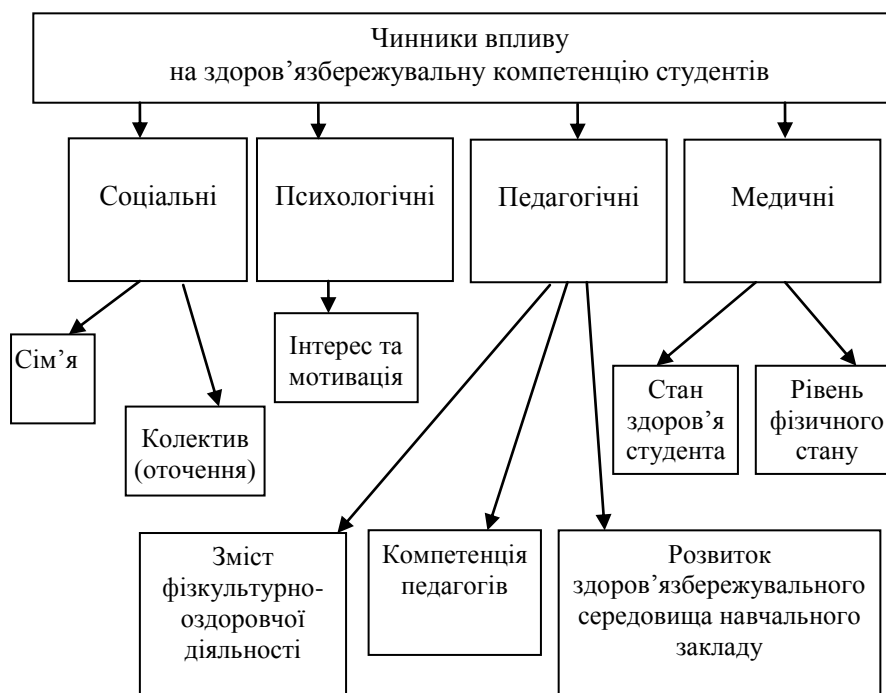 Чинники впливу
на здоров’язбережувальну компетенцію студентів
Соціальні
Психологічні
Педагогічні
Медичні
Сім’я
Інтерес та
мотивація
Колектив
(оточення)
Стан
здоров’я
студента
Рівень
фізичного
стану
Зміст
фізкультурно-
оздоровчої
діяльності
Компетенція
педагогів
Розвиток
здоров’язбережувального
середовища навчального
закладу